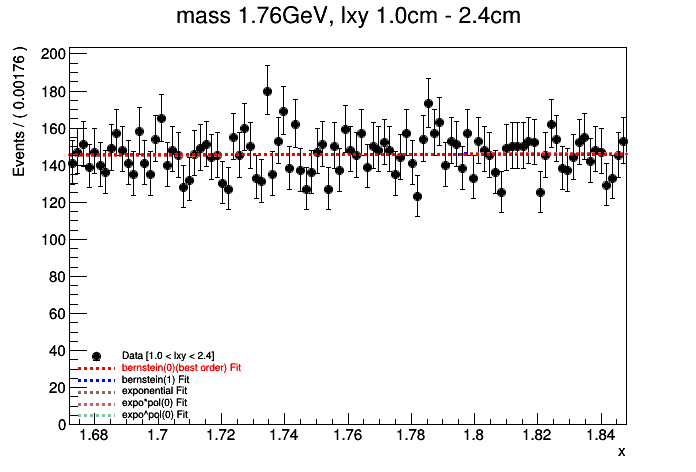 mass 1.76GeV, lxy 1.0cm - 2.4cm
Events / ( 0.00176 )
200
180
160
140
120
100
80
60
40
20
0
Data [1.0 < lxy < 2.4]
bernstein(0)(best order) Fit
bernstein(1) Fit
exponential Fit
expo*pol(0) Fit
expo^pol(0) Fit
1.68 1.7 1.72 1.74 1.76 1.78 1.8 1.82 1.84
x